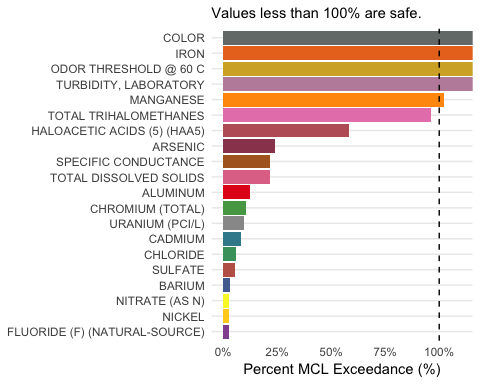 Values less than 100% are safe.
COLOR
IRON
ODOR THRESHOLD @ 60 C
TURBIDITY, LABORATORY
MANGANESE
TOTAL TRIHALOMETHANES
HALOACETIC ACIDS (5) (HAA5)
ARSENIC
SPECIFIC CONDUCTANCE
TOTAL DISSOLVED SOLIDS
ALUMINUM
CHROMIUM (TOTAL)
URANIUM (PCI/L)
CADMIUM
CHLORIDE
SULFATE
BARIUM
NITRATE (AS N)
NICKEL
FLUORIDE (F) (NATURAL-SOURCE)
0% 25% 50% 75% 100%
Percent MCL Exceedance (%)